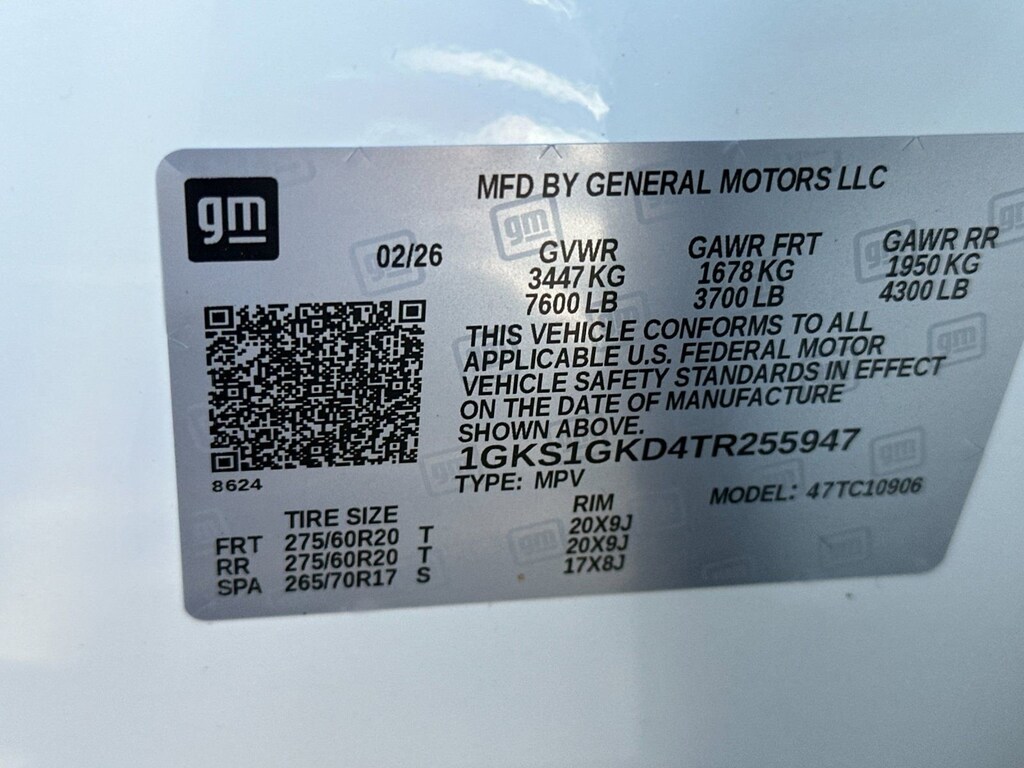 gm
MFD BY GENERAL MOTORS LLC
02/26
GVWR GAWR FRT GAWR RR
3447 KG 1678 KG 1950 KG
7600 LB 3700 LB 4300 LB
THIS VEHICLE CONFORMS TO ALL
APPLICABLE U.S. FEDERAL MOTOR
VEHICLE SAFETY STANDARDS IN EFFECT
ON THE DATE OF MANUFACTURE
SHOWN ABOVE.
1GKS1GKD4TR255947
TYPE: MPV MODEL: 47TC10906
8624
TIRE SIZE RIM
FRT 275/60R20 T 20X9J
RR 275/60R20 T 20X9J
SPA 265/70R17 S 17X8J